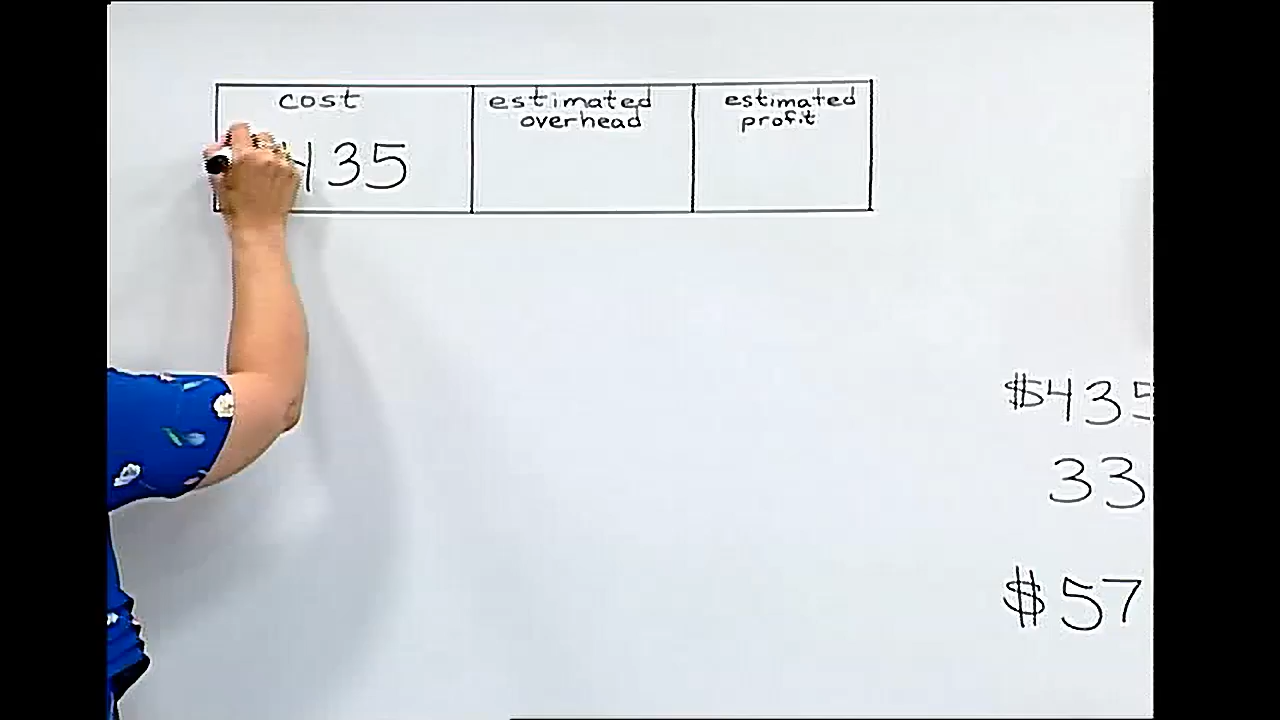 cost
estimated
overhead
estimated
profit
435
$435
33
$57